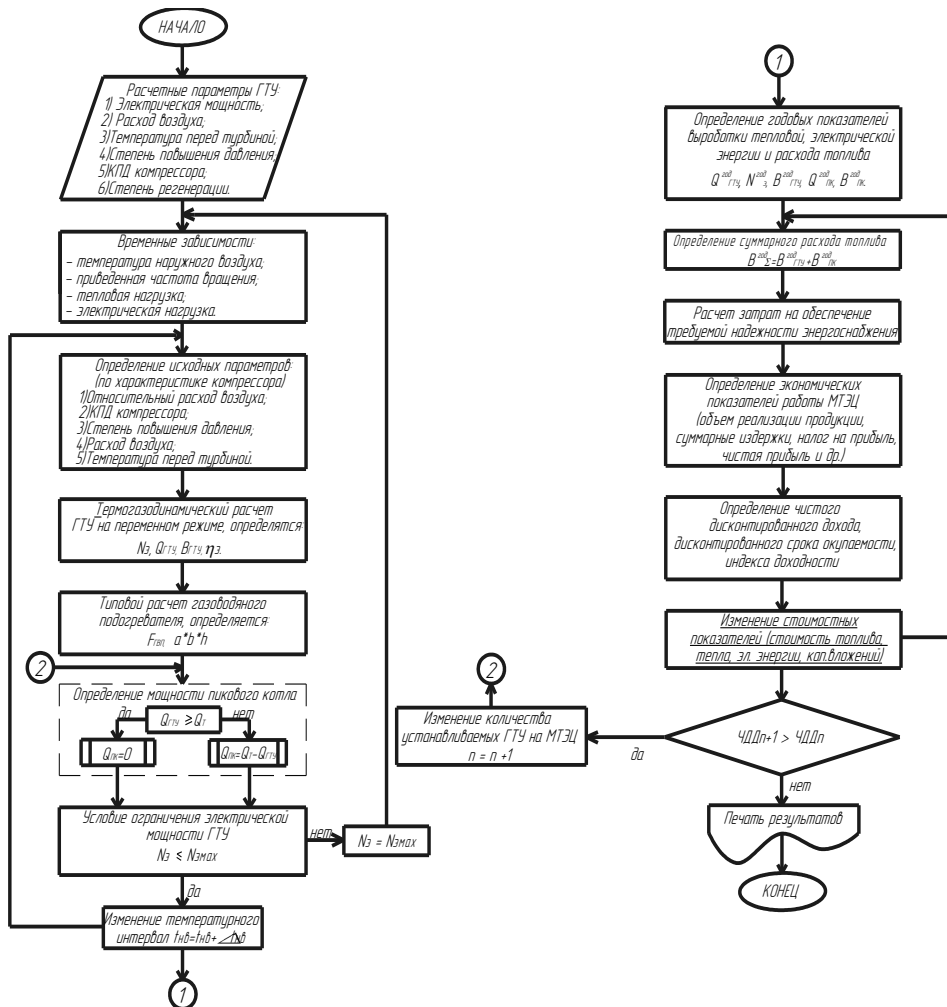 НАЧАЛО
Расчетные параметры ГТУ:
1) Электрическая мощность;
2) Расход воздуха;
3)Температура перед турбиной;
4)Степень повышения давления;
5)КПД компрессора;
6)Степень регенерации.
Временные зависимости:
– температура наружного воздуха;
– приведенная частота вращения;
– тепловая нагрузка;
– электрическая нагрузка.
Определение исходных параметров:
(по характеристике компрессора)
1)Относительный расход воздуха;
2)КПД компрессора;
3)Степень повышения давления;
4)Расход воздуха;
5)Температура перед турбиной.
Термогазодинамический расчет
ГТУ на переменном режиме, определятся:
Nэ, Qгту, Bгту, ηэ.
Типовой расчет газоводяного
подогревателя, определяется:
Fгвп, a*b*h
2
Определение мощности пикового котла
да
Qгту ≥ Qт
нет
Qпк=0
Qпк=Qт-Qгту
Условие ограничения электрической
мощности ГТУ
Nэ ≤ Nэмах
нет
Nэ = Nэмах
да
Изменение температурного
интервал tнв=tнв+⊿tнв
1
1
Определение годовых показателей
выработки тепловой, электрической
энергии и расхода топлива
Qгодгту, Nгодэ, Bгодгту, Qгодпк, Bгодпк.
Определение суммарного расхода топлива
BгодΣ=Bгодгту+Bгодпк
Расчет затрат на обеспечение
требуемой надежности энергоснабжения
Определение экономических
показателей работы МТЭЦ
(объем реализации продукции,
суммарные издержки, налог на прибыль,
чистая прибыль и др.)
Определение чистого
дисконтированного дохода,
дисконтированного срока окупаемости,
индекса доходности
Изменение стоимостных
показателей (стоимость топлива,
тепла, эл. энергии, кап.вложений)
2
Изменение количества
устанавливаемых ГТУ на МТЭЦ
n = n +1
да
ЧДДn+1 > ЧДДn
нет
Печать результатов
КОНЕЦ